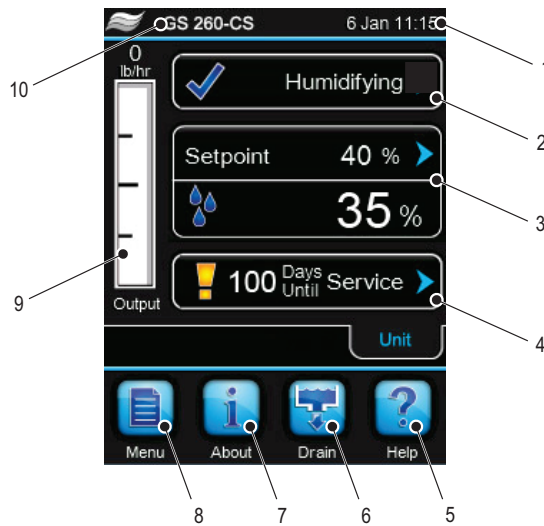 GS 260-CS 6 Jan 11:15
1
10
0
lb/hr
Humidifying
2
Setpoint 40 %
35 %
3
9
100 Days Until Service
Output
4
Unit
Menu About Drain Help
8 7 6 5